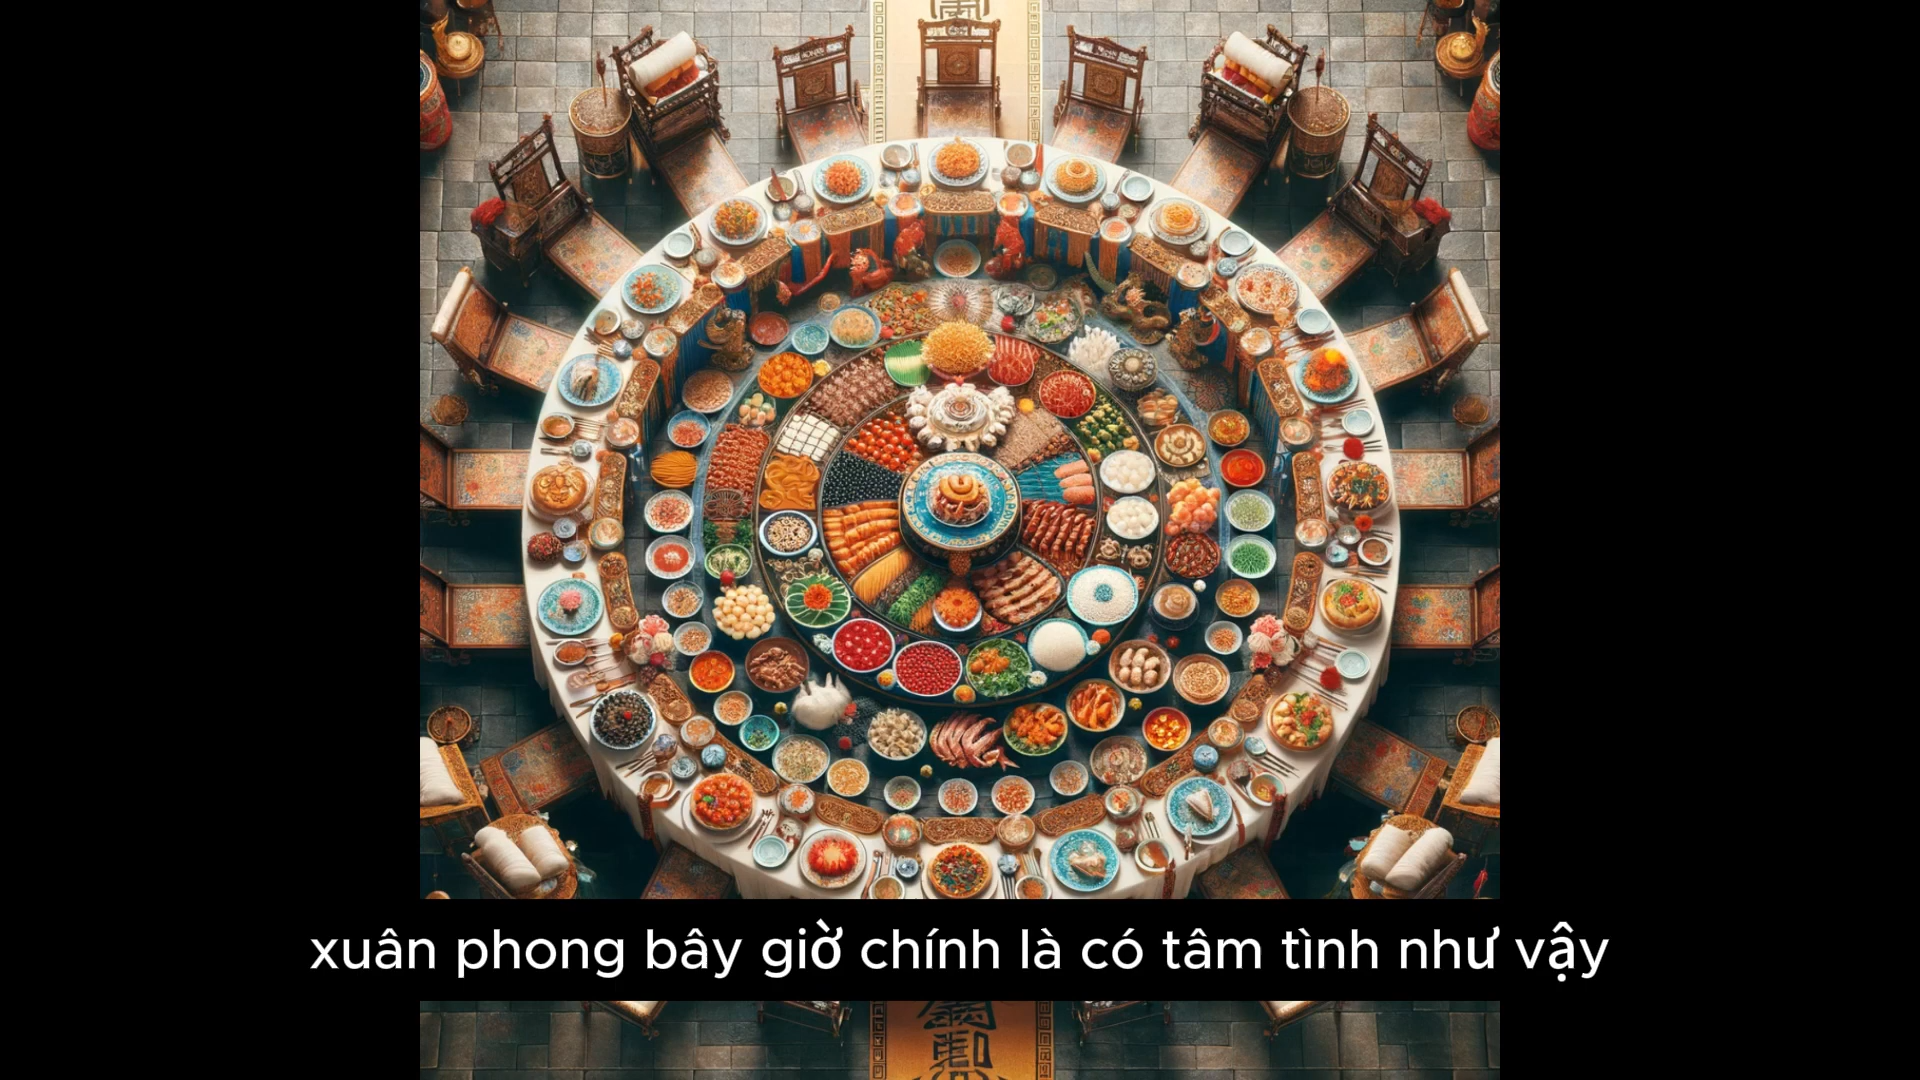 xuân phong bây giờ chính là có tâm tình như vậy